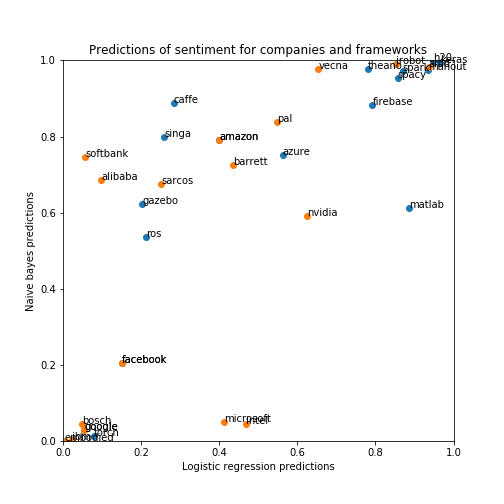 Predictions of sentiment for companies and frameworks
Naive bayes predictions
1.0
0.8
0.6
0.4
0.2
0.0
vecna
theano
irobot
h20
keras
spark
mahout
spacy
caffe
firebase
pal
singa
amazon
azure
softbank
barrett
alibaba
sarcos
gazebo
matlab
nvidia
ros
facebook
bosch
google
microsoft
intel
torch
0.0
0.2
0.4
0.6
0.8
1.0
Logistic regression predictions